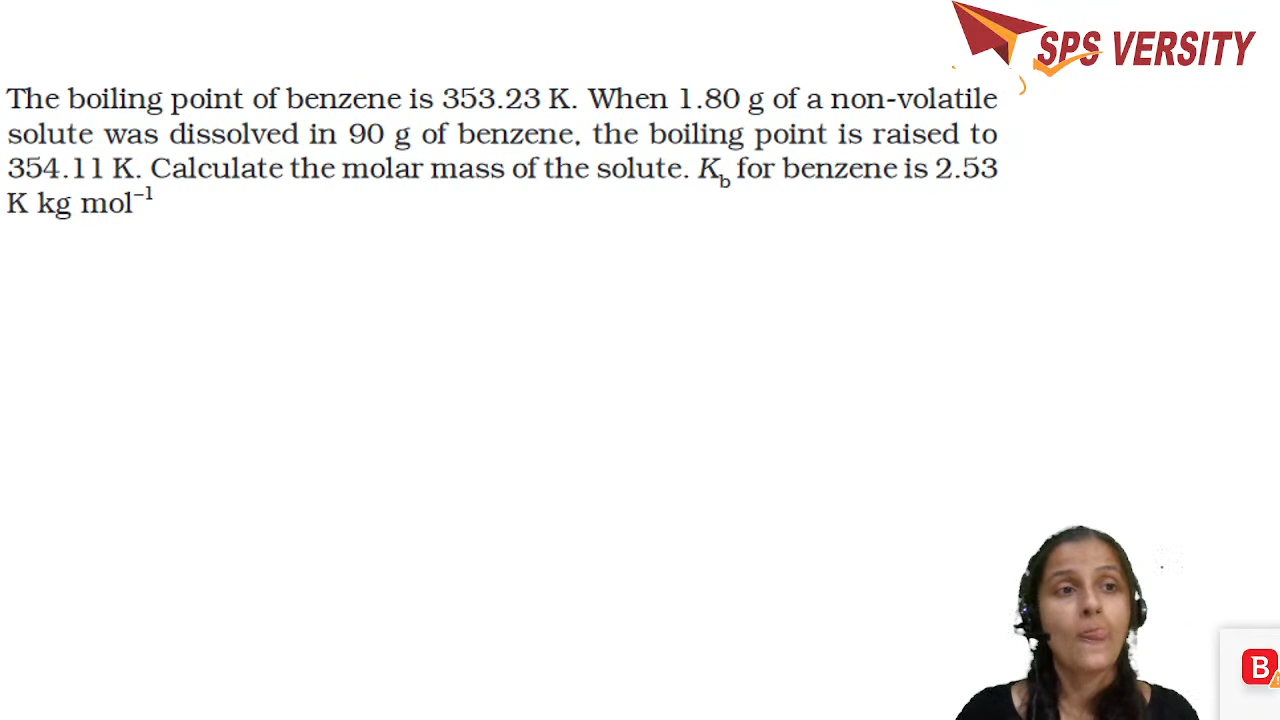 SPS VERSITY
The boiling point of benzene is 353.23 K. When 1.80 g of a non-volatile
solute was dissolved in 90 g of benzene, the boiling point is raised to
354.11 K. Calculate the molar mass of the solute. K_b for benzene is 2.53
K kg mol⁻¹
B